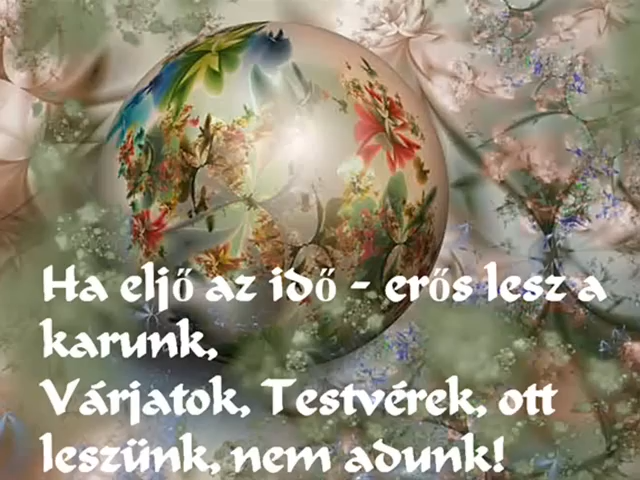 Ha eljő az idő - erős lesz a
karunk,
Várjatok, Testvérek, ott
leszünk, nem adunk!